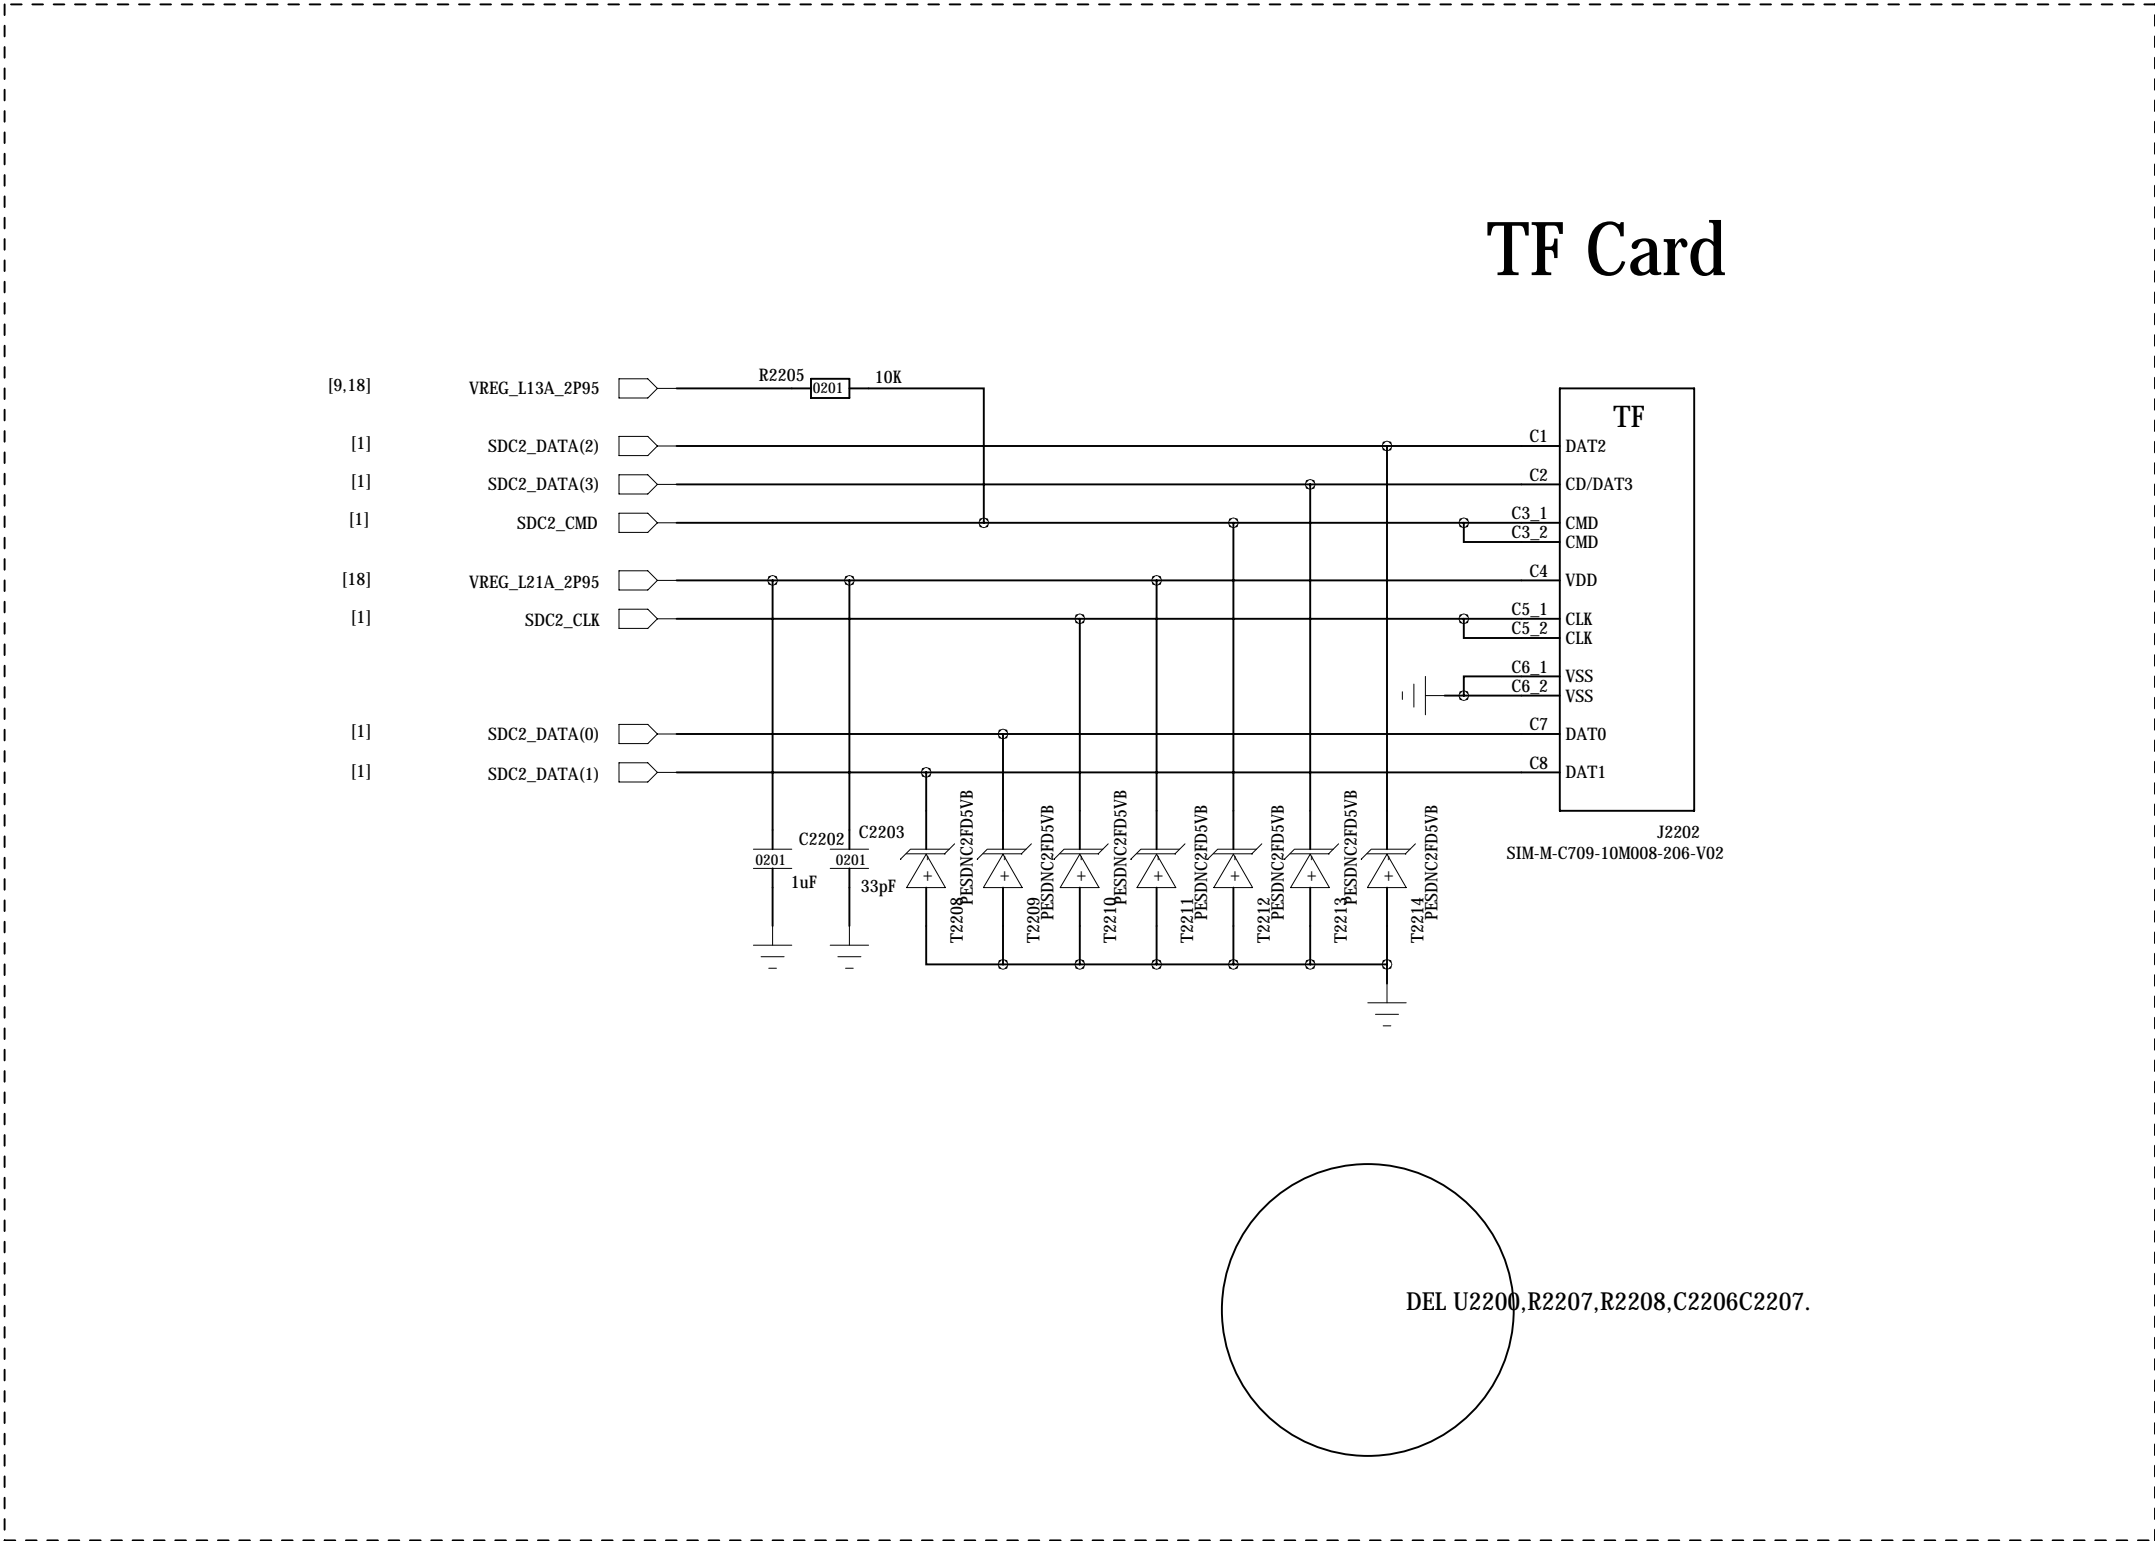 TF Card
[9,18] VREG_L13A_2P95 R2205 0201 10K
TF
[1] SDC2_DATA(2) C1 DAT2
[1] SDC2_DATA(3) C2 CD/DAT3
[1] SDC2_CMD C3_1 CMD
C3_2 CMD
[18] VREG_L21A_2P95 C4 VDD
[1] SDC2_CLK C5_1 CLK
C5_2 CLK
C6_1 VSS
C6_2 VSS
[1] SDC2_DATA(0) C7 DAT0
[1] SDC2_DATA(1) C8 DAT1
J2202
SIM-M-C709-10M008-206-V02
C2202
0201
1uF
C2203
0201
33pF
T2208
PESDNC2FD5VB
T2209
PESDNC2FD5VB
T2210
PESDNC2FD5VB
T2211
PESDNC2FD5VB
T2212
PESDNC2FD5VB
T2213
PESDNC2FD5VB
T2214
PESDNC2FD5VB
DEL U2200,R2207,R2208,C2206C2207.